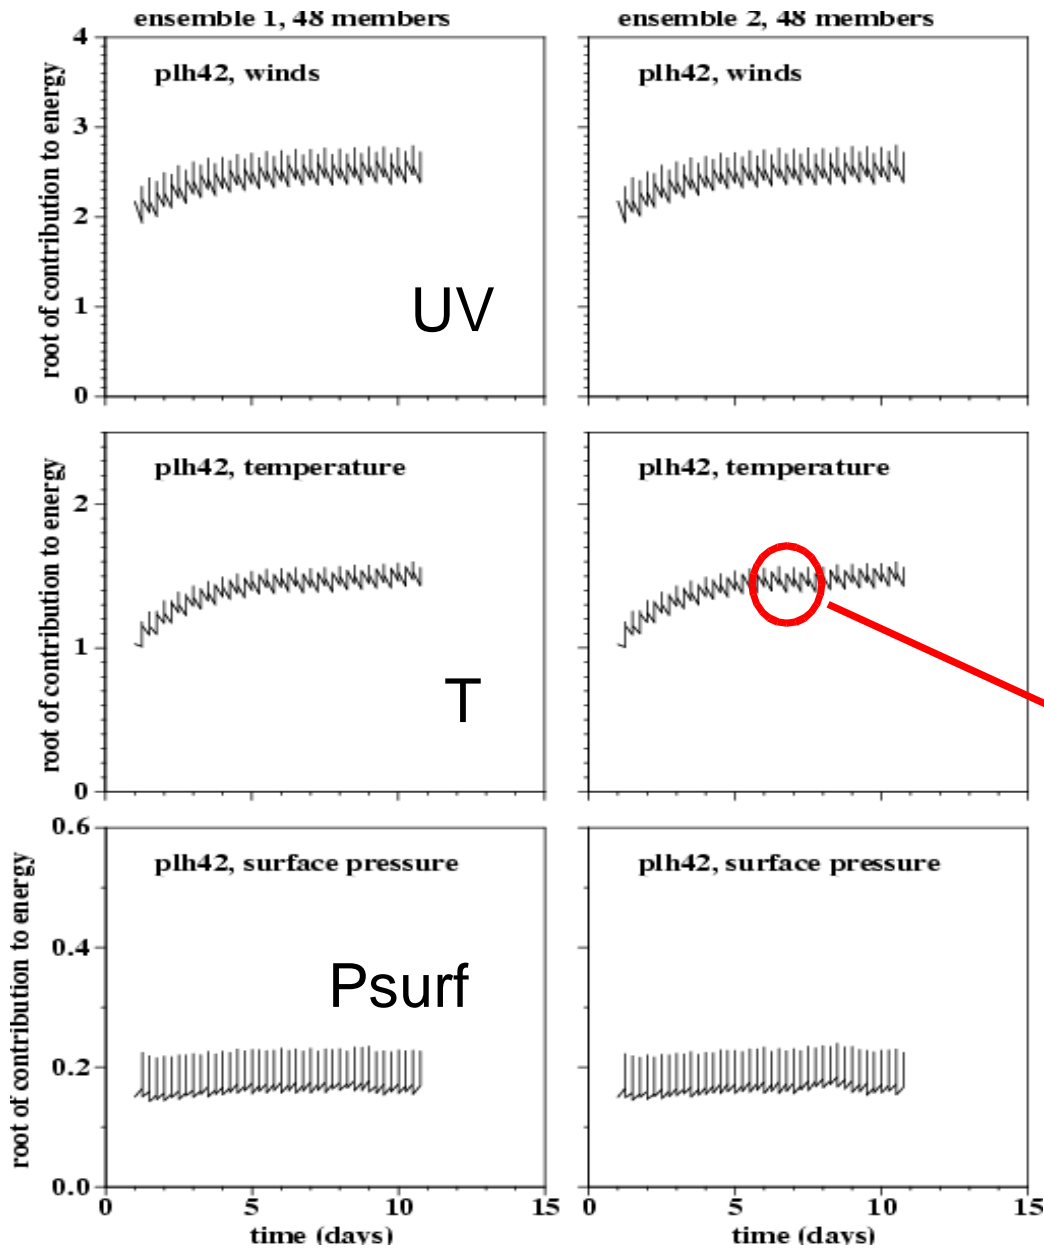 ensemble 1, 48 members
ensemble 2, 48 members
root of contribution to energy
4
3
2
1
0
plh42, winds
UV
plh42, winds
root of contribution to energy
2
1
0
plh42, temperature
T
plh42, temperature
root of contribution to energy
0.6
0.4
0.2
0.0
plh42, surface pressure
Psurf
plh42, surface pressure
0 5 10 15
0 5 10 15
time (days)
time (days)